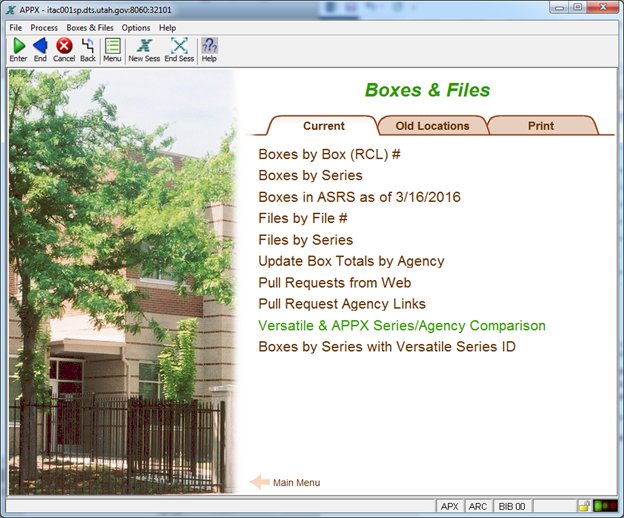 APPX - itac001sp.dts.utah.gov:8060:32101
File Process Boxes & Files Options Help
Enter End Cancel Back Menu New Sess End Sess Help
Boxes & Files
Current Old Locations Print
Boxes by Box (RCL) #
Boxes by Series
Boxes in ASRS as of 3/16/2016
Files by File #
Files by Series
Update Box Totals by Agency
Pull Requests from Web
Pull Request Agency Links
Versatile & APPX Series/Agency Comparison
Boxes by Series with Versatile Series ID
Main Menu
APX ARC BIB 00